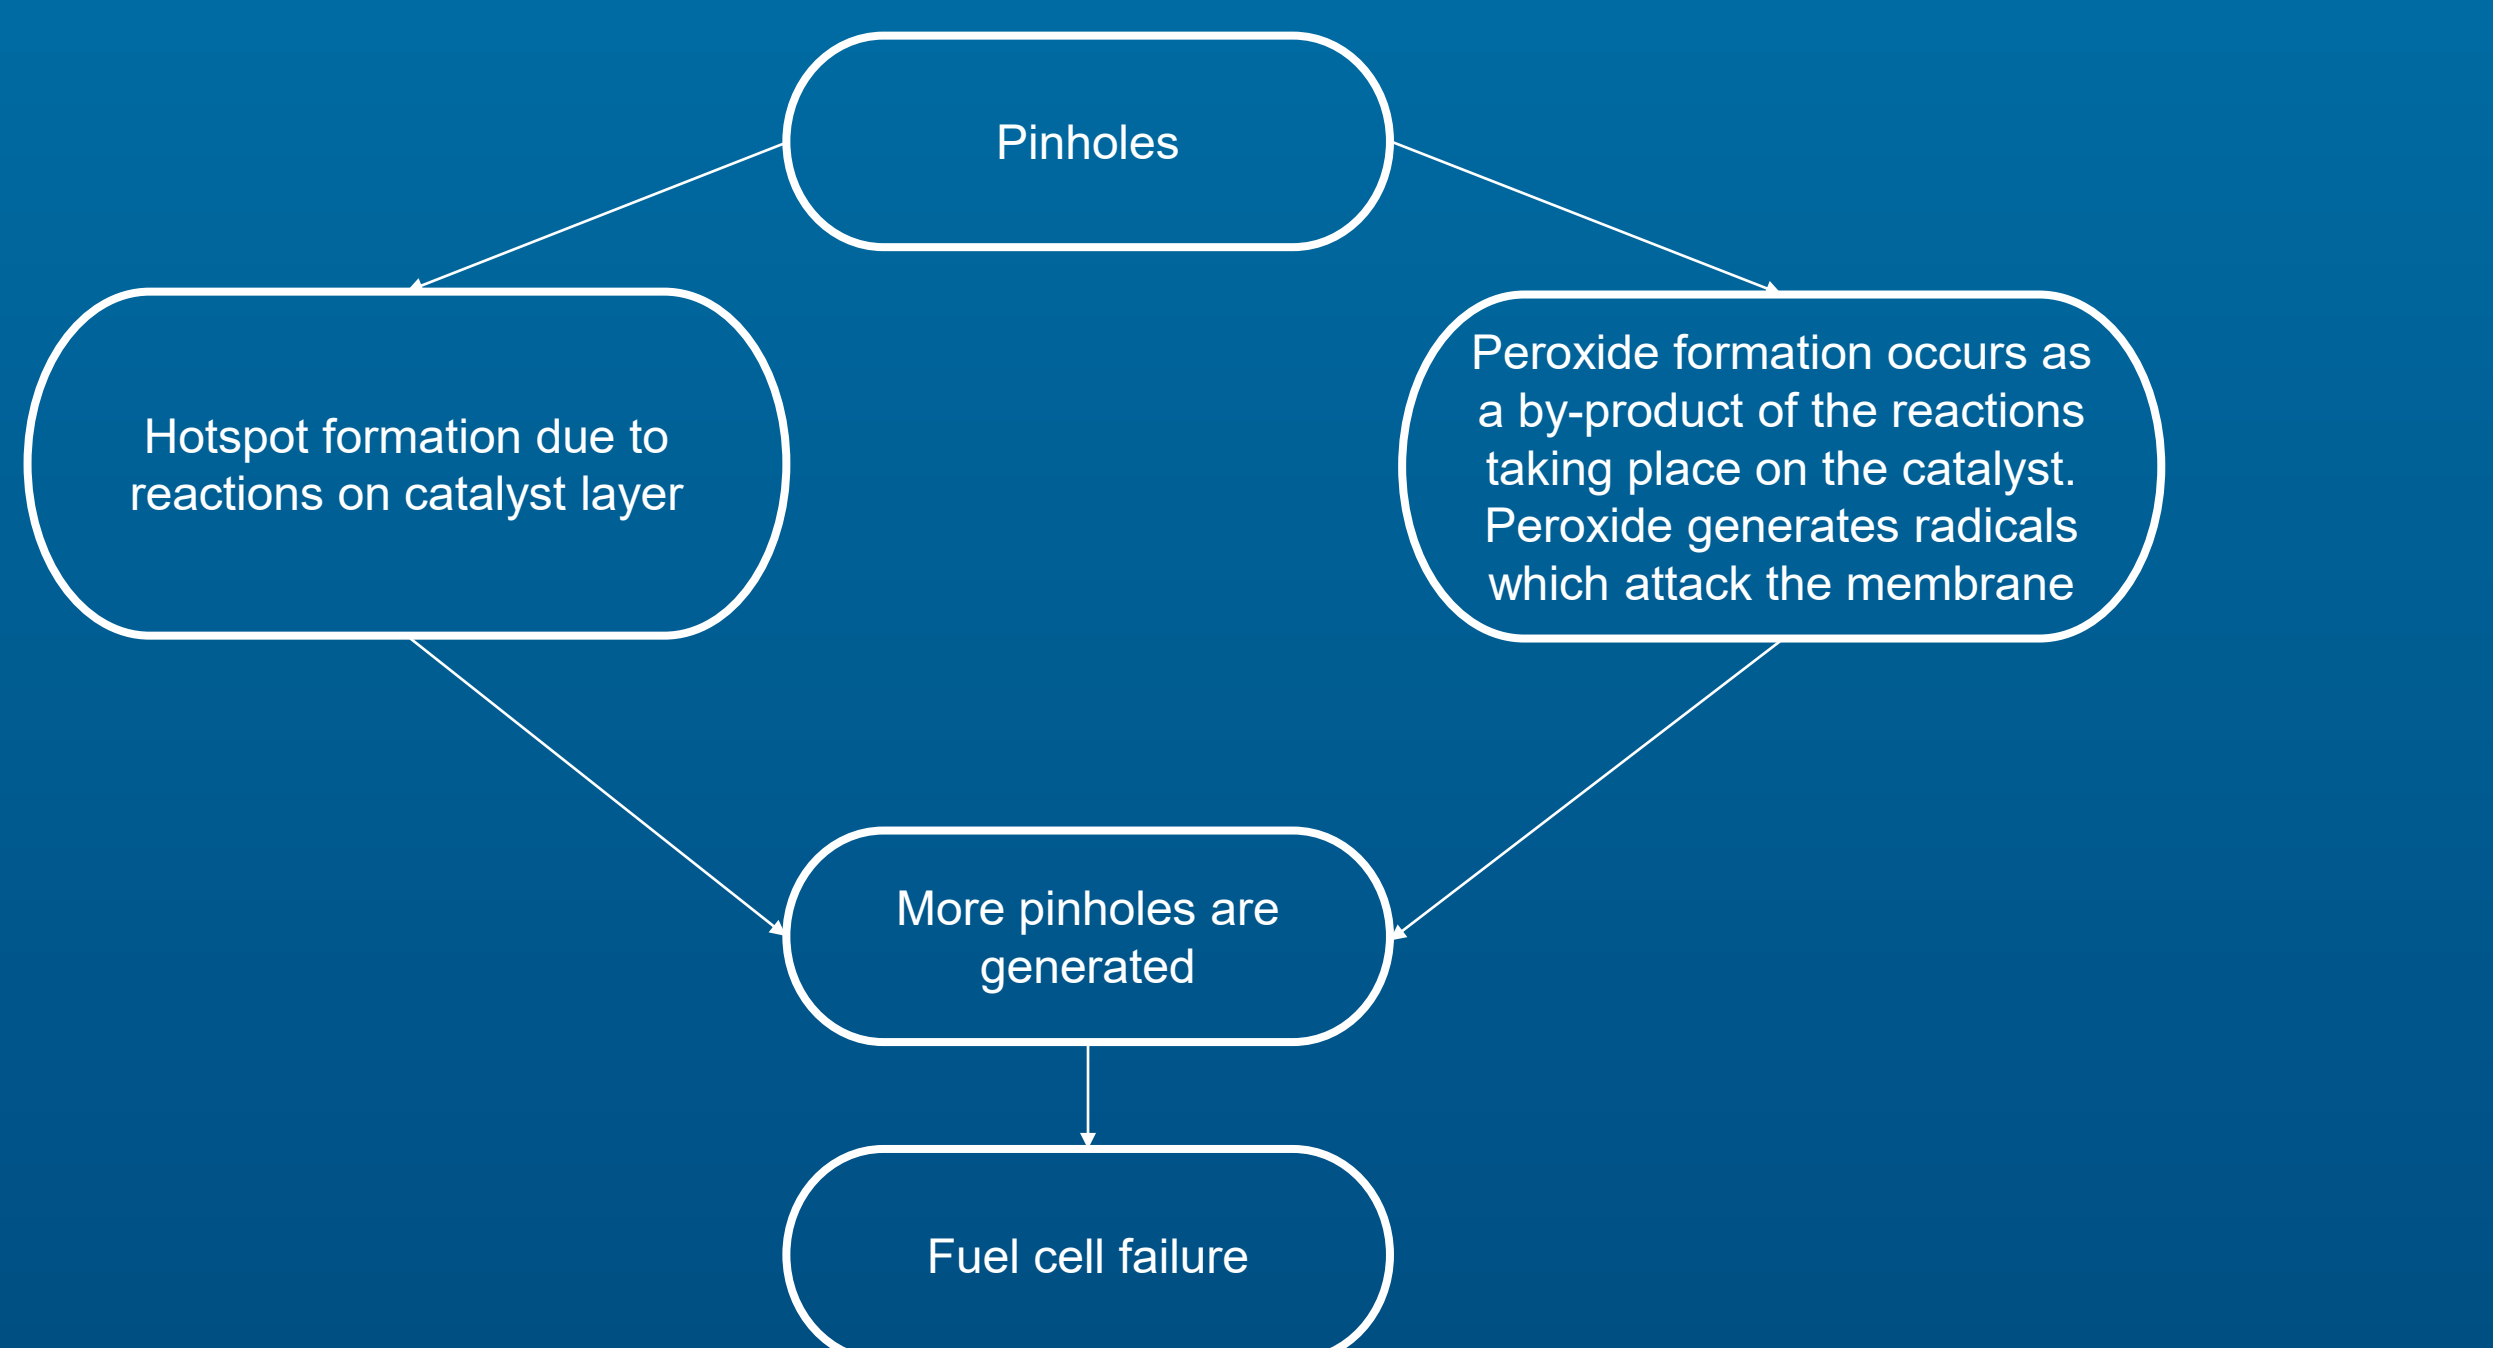 Pinholes
Hotspot formation due to
reactions on catalyst layer
Peroxide formation occurs as
a by-product of the reactions
taking place on the catalyst.
Peroxide generates radicals
which attack the membrane
More pinholes are
generated
Fuel cell failure